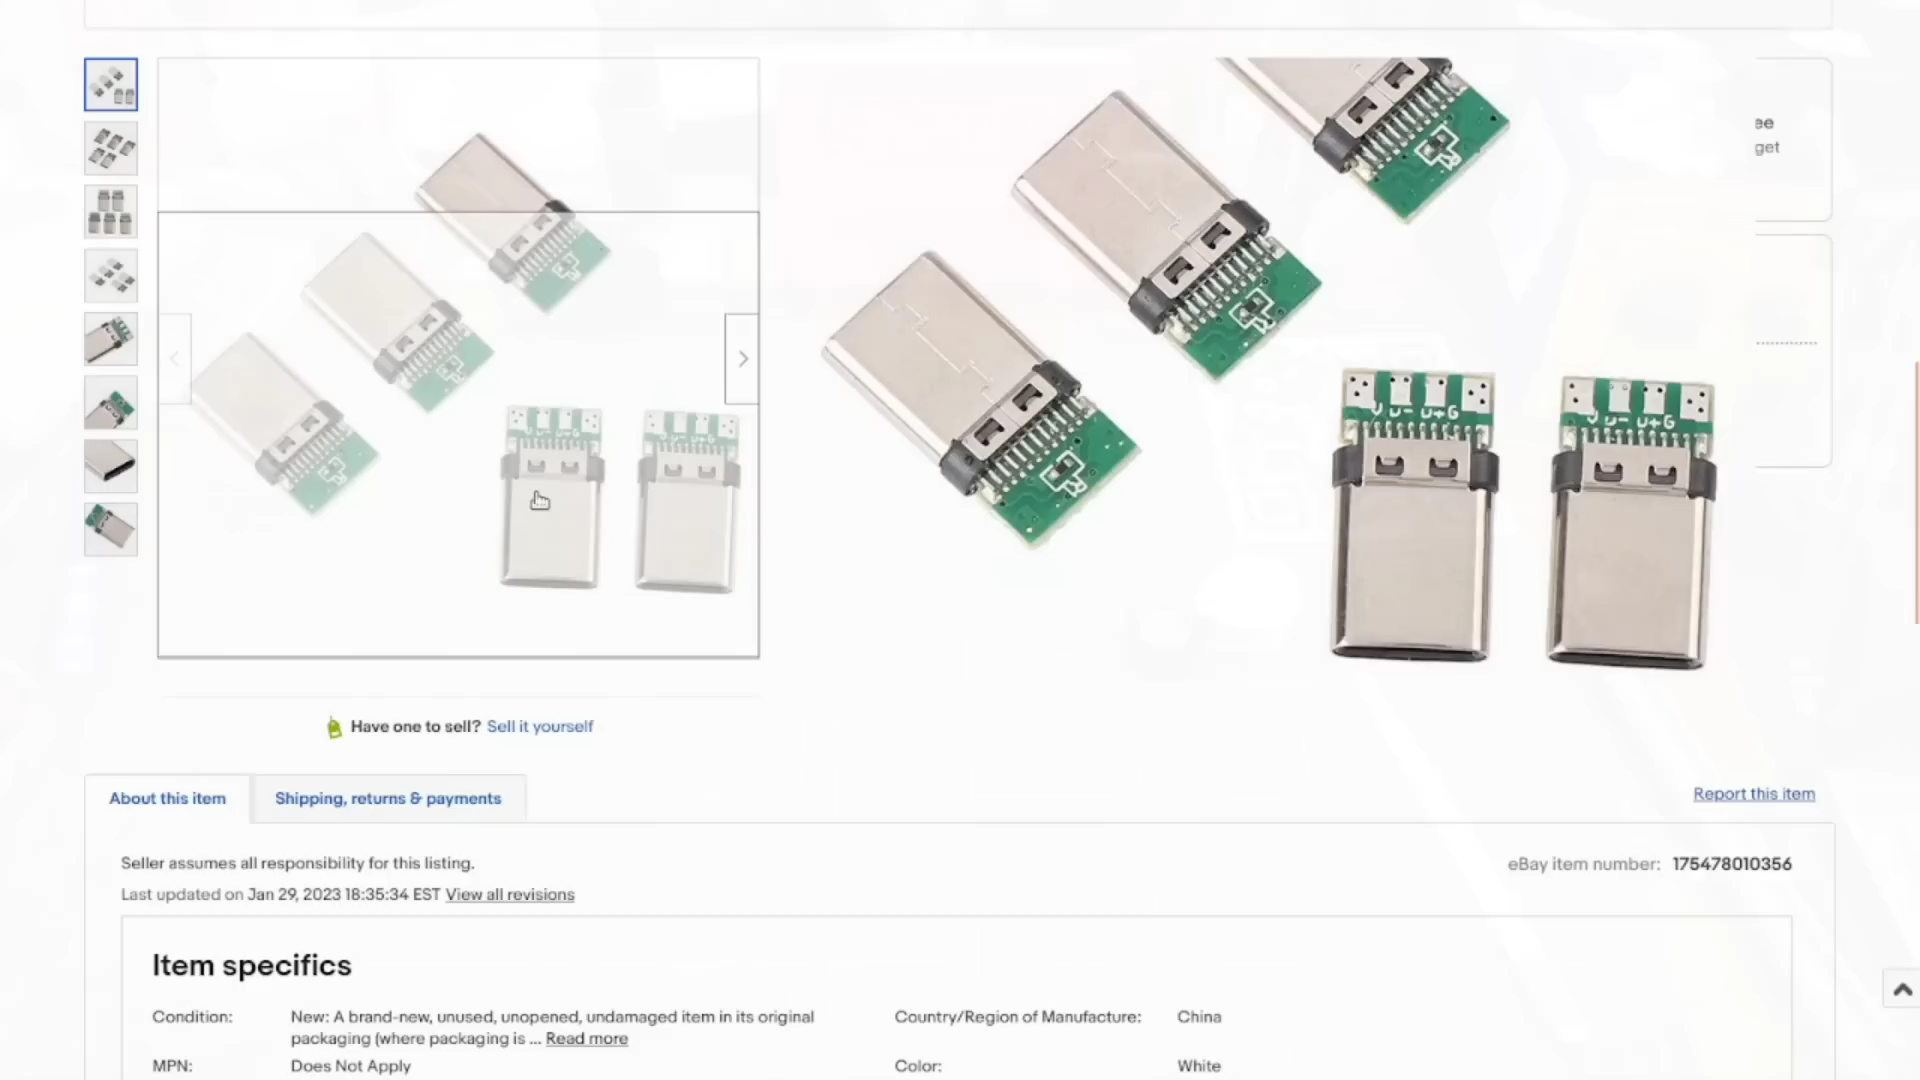 ee
get
V D- D+G
V D- D+G
V D- D+G
V D- D+G
Have one to sell? Sell it yourself
About this item
Shipping, returns & payments
Report this item
Seller assumes all responsibility for this listing.
eBay item number: 175478010356
Last updated on Jan 29, 2023 18:35:34 EST View all revisions
Item specifics
Condition:
New: A brand-new, unused, unopened, undamaged item in its original
packaging (where packaging is ... Read more
Country/Region of Manufacture:
China
MPN:
Does Not Apply
Color:
White